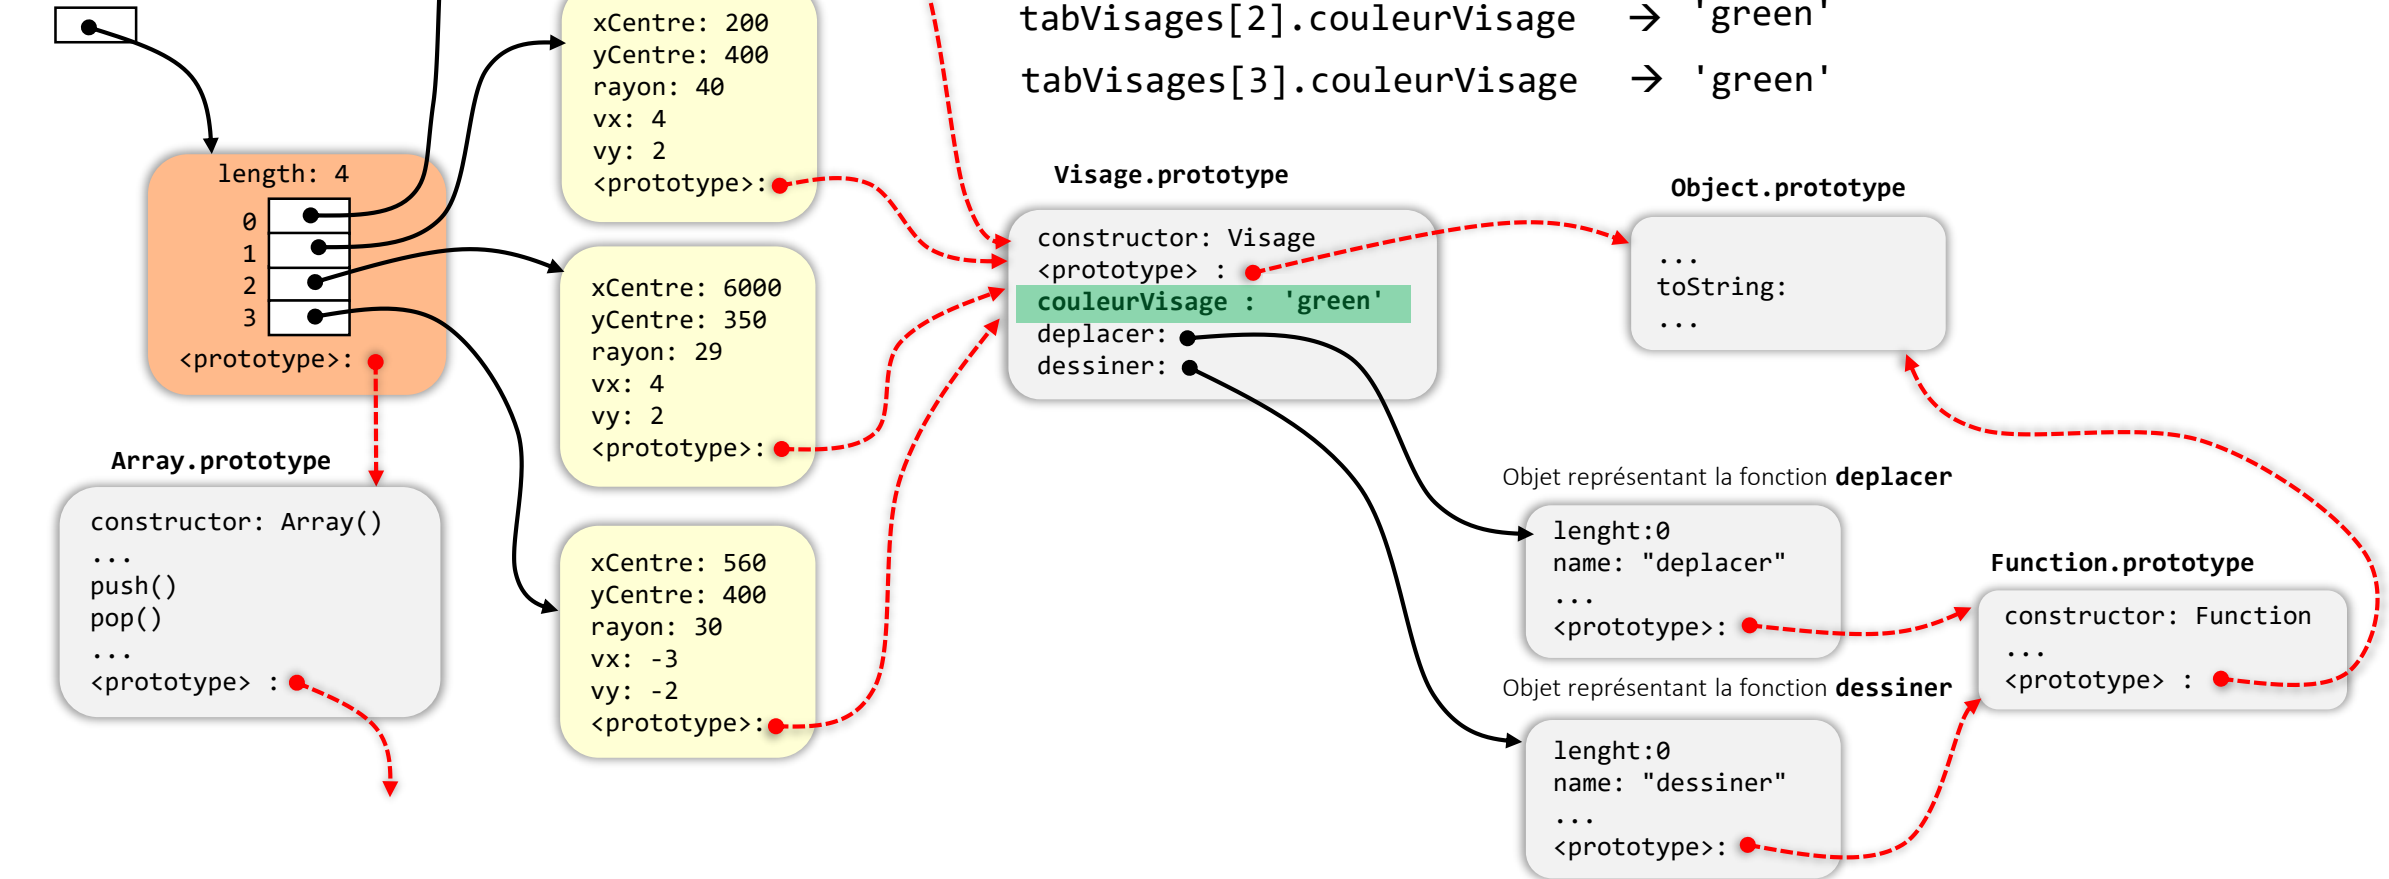 xCentre: 200
yCentre: 400
rayon: 40
vx: 4
vy: 2
<prototype>:
tabVisages[2].couleurVisage → 'green'
tabVisages[3].couleurVisage → 'green'
length: 4
0
1
2
3
<prototype>:
xCentre: 6000
yCentre: 350
rayon: 29
vx: 4
vy: 2
<prototype>:
Visage.prototype
constructor: Visage
<prototype> :
couleurVisage : 'green'
deplacer:
dessiner:
Object.prototype
...
toString:
...
Array.prototype
constructor: Array()
...
push()
pop()
...
<prototype> :
xCentre: 560
yCentre: 400
rayon: 30
vx: -3
vy: -2
<prototype>:
Objet représentant la fonction deplacer
lenght:0
name: "deplacer"
...
<prototype>:
Function.prototype
constructor: Function
...
<prototype> :
Objet représentant la fonction dessiner
lenght:0
name: "dessiner"
...
<prototype>: